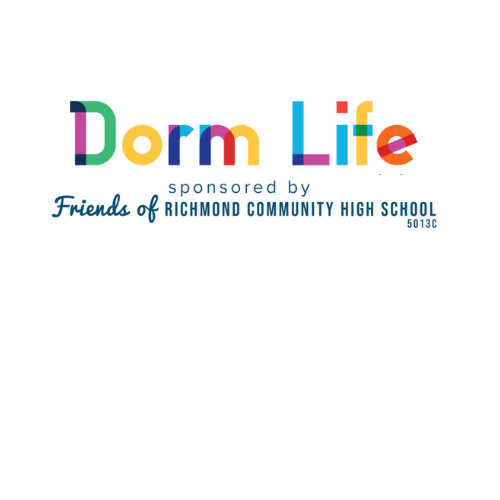 Dorm Life
sponsored by
Friends of RICHMOND COMMUNITY HIGH SCHOOL
5013C